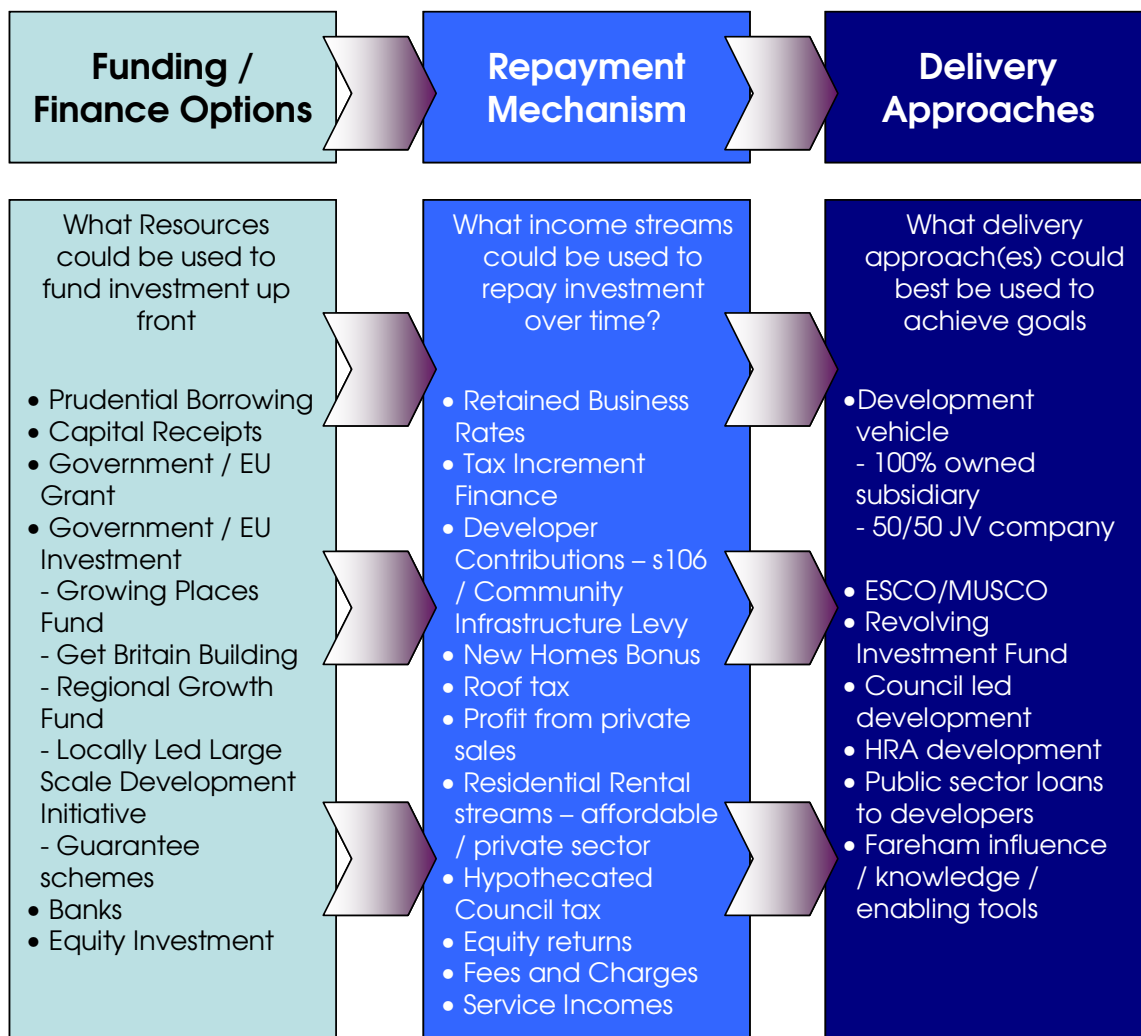 Funding /
Finance Options
Repayment
Mechanism
Delivery
Approaches
What Resources
could be used to
fund investment up
front
• Prudential Borrowing
• Capital Receipts
• Government / EU
Grant
• Government / EU
Investment
- Growing Places
Fund
- Get Britain Building
- Regional Growth
Fund
- Locally Led Large
Scale Development
Initiative
- Guarantee
schemes
• Banks
• Equity Investment
What income streams
could be used to
repay investment
over time?
• Retained Business
Rates
• Tax Increment
Finance
• Developer
Contributions – s106
/ Community
Infrastructure Levy
• New Homes Bonus
• Roof tax
• Profit from private
sales
• Residential Rental
streams – affordable
/ private sector
• Hypothecated
Council tax
• Equity returns
• Fees and Charges
• Service Incomes
What delivery
approach(es) could
best be used to
achieve goals
•Development
vehicle
- 100% owned
subsidiary
- 50/50 JV company
• ESCO/MUSCO
• Revolving
Investment Fund
• Council led
development
• HRA development
• Public sector loans
to developers
• Fareham influence
/ knowledge /
enabling tools